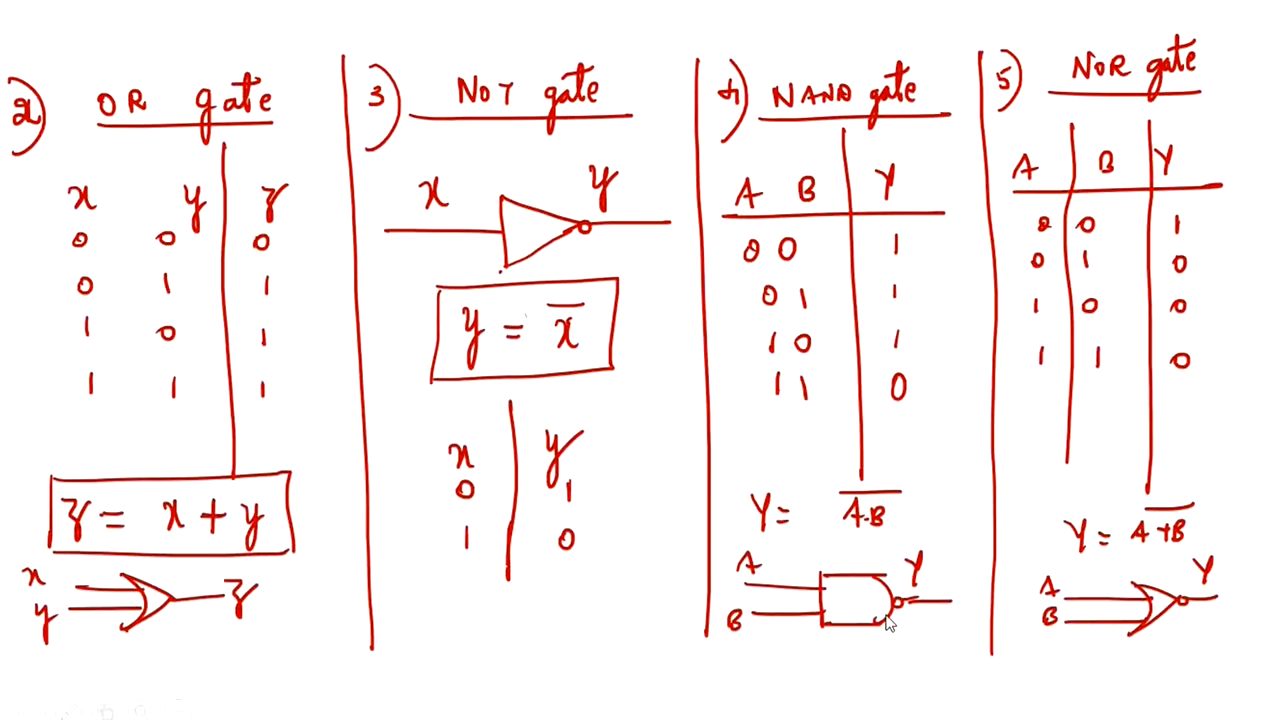 2) OR gate
x y z
0 0 0
0 1 1
1 0 1
1 1 1
z = x + y
x
y
z
3) NOT gate
x y
y = x̅
x y
0 1
1 0
4) NAND gate
A B Y
0 0 1
0 1 1
1 0 1
1 1 0
Y = A̅.̅B̅
A
B
Y
5) NOR gate
A B Y
0 0 1
0 1 0
1 0 0
1 1 0
Y = A̅ ̅+̅B̅
A
B
Y